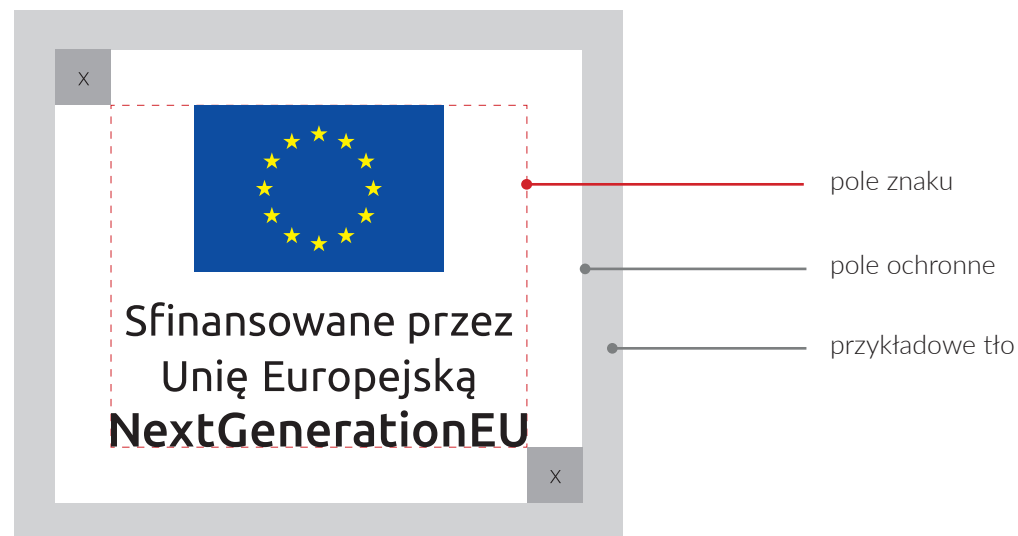 X
Sfinansowane przez
Unię Europejską
NextGenerationEU
X
pole znaku
pole ochronne
przykładowe tło